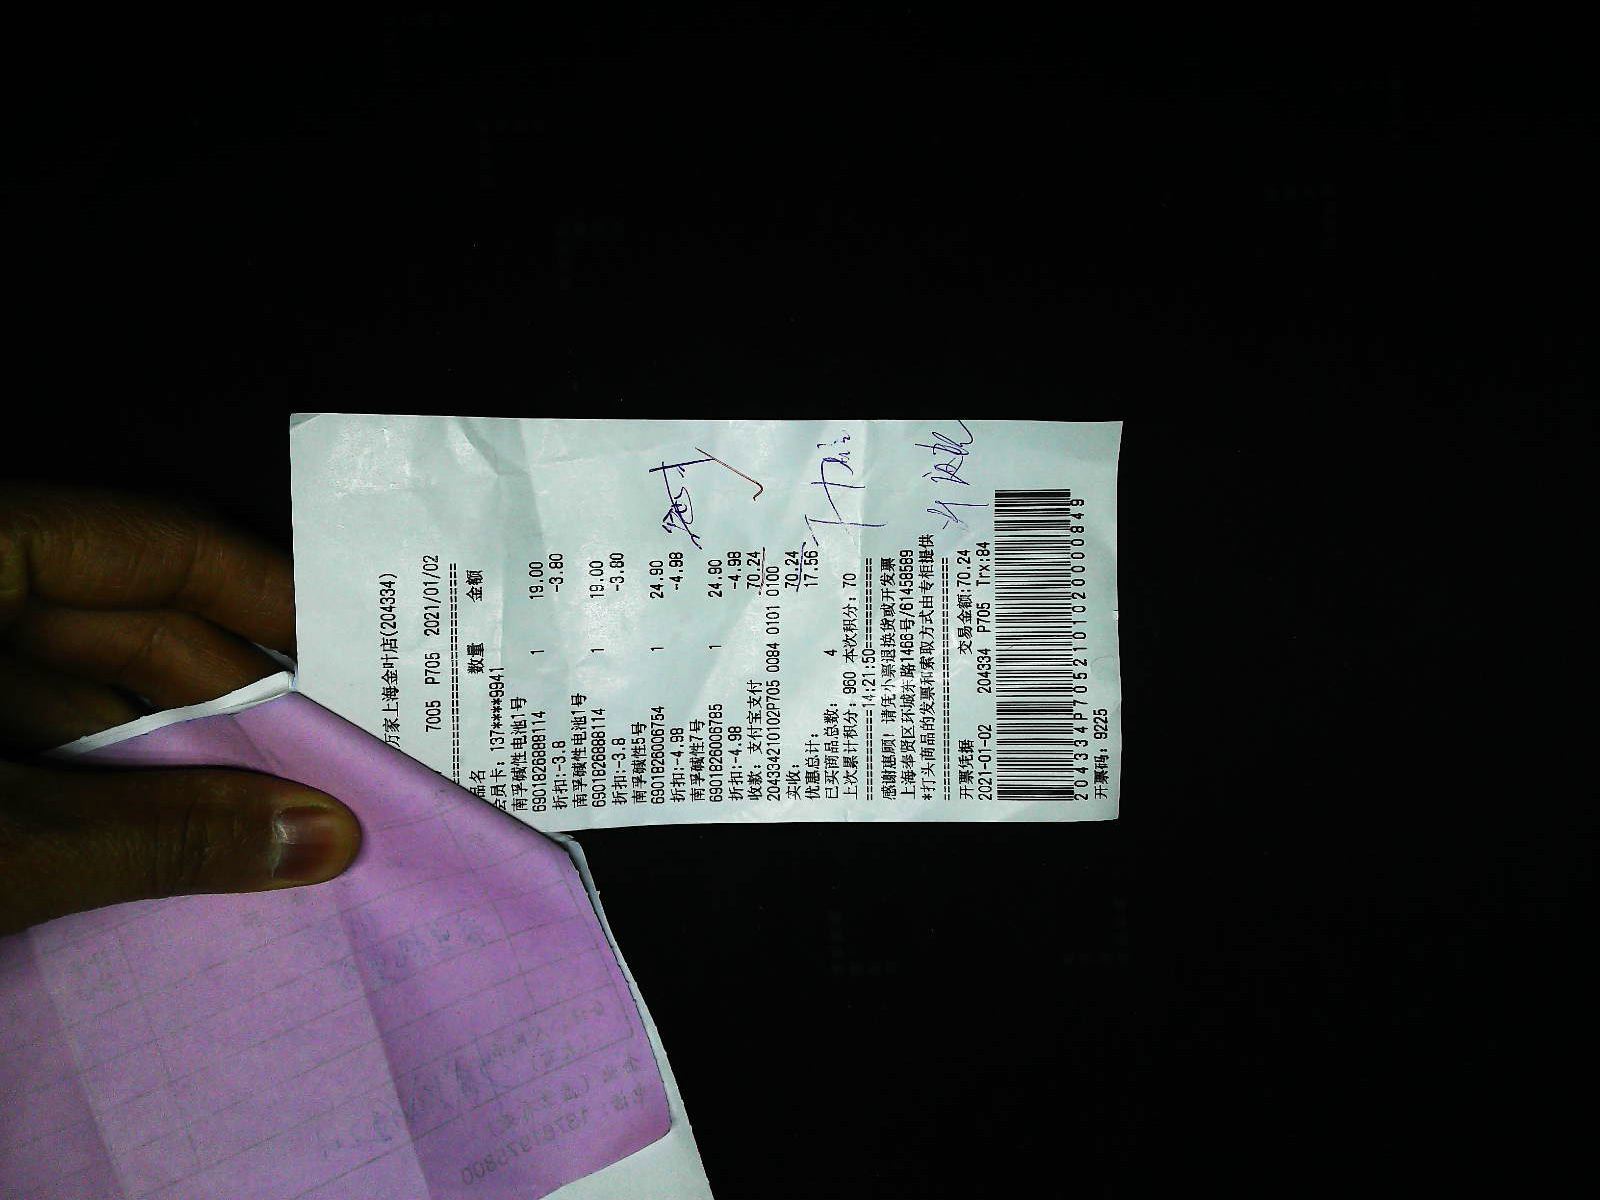 万家上海金叶店(204334)
7005 P705 2021/01/02
品名 数量 金额
会员卡: 137*****9941
南孚碱性电池1号
6901826888114 1 19.00
折扣:-3.8 -3.80
南孚碱性电池1号
6901826888114 1 19.00
折扣:-3.8 -3.80
南孚碱性5号
6901826006754 1 24.90
折扣:-4.98 -4.98
南孚碱性7号
6901826006785 1 24.90
折扣:-4.98 -4.98
收款: 支付宝支付 70.24
204334210102P705 0084 0101 0100
实收: 70.24
优惠总计: 17.56
已买商品总数: 4
上次累计积分: 960 本次积分: 70
========14:21:50========
感谢惠顾! 请凭小票退换货或开发票
上海奉贤区环城东路1466号/61458589
*打头商品的发票和索取方式由专柜提供
开票凭据 交易金额:70.24
2021-01-02 204334 P705 Trx:84
204334P7052101020000849
开票码: 9225